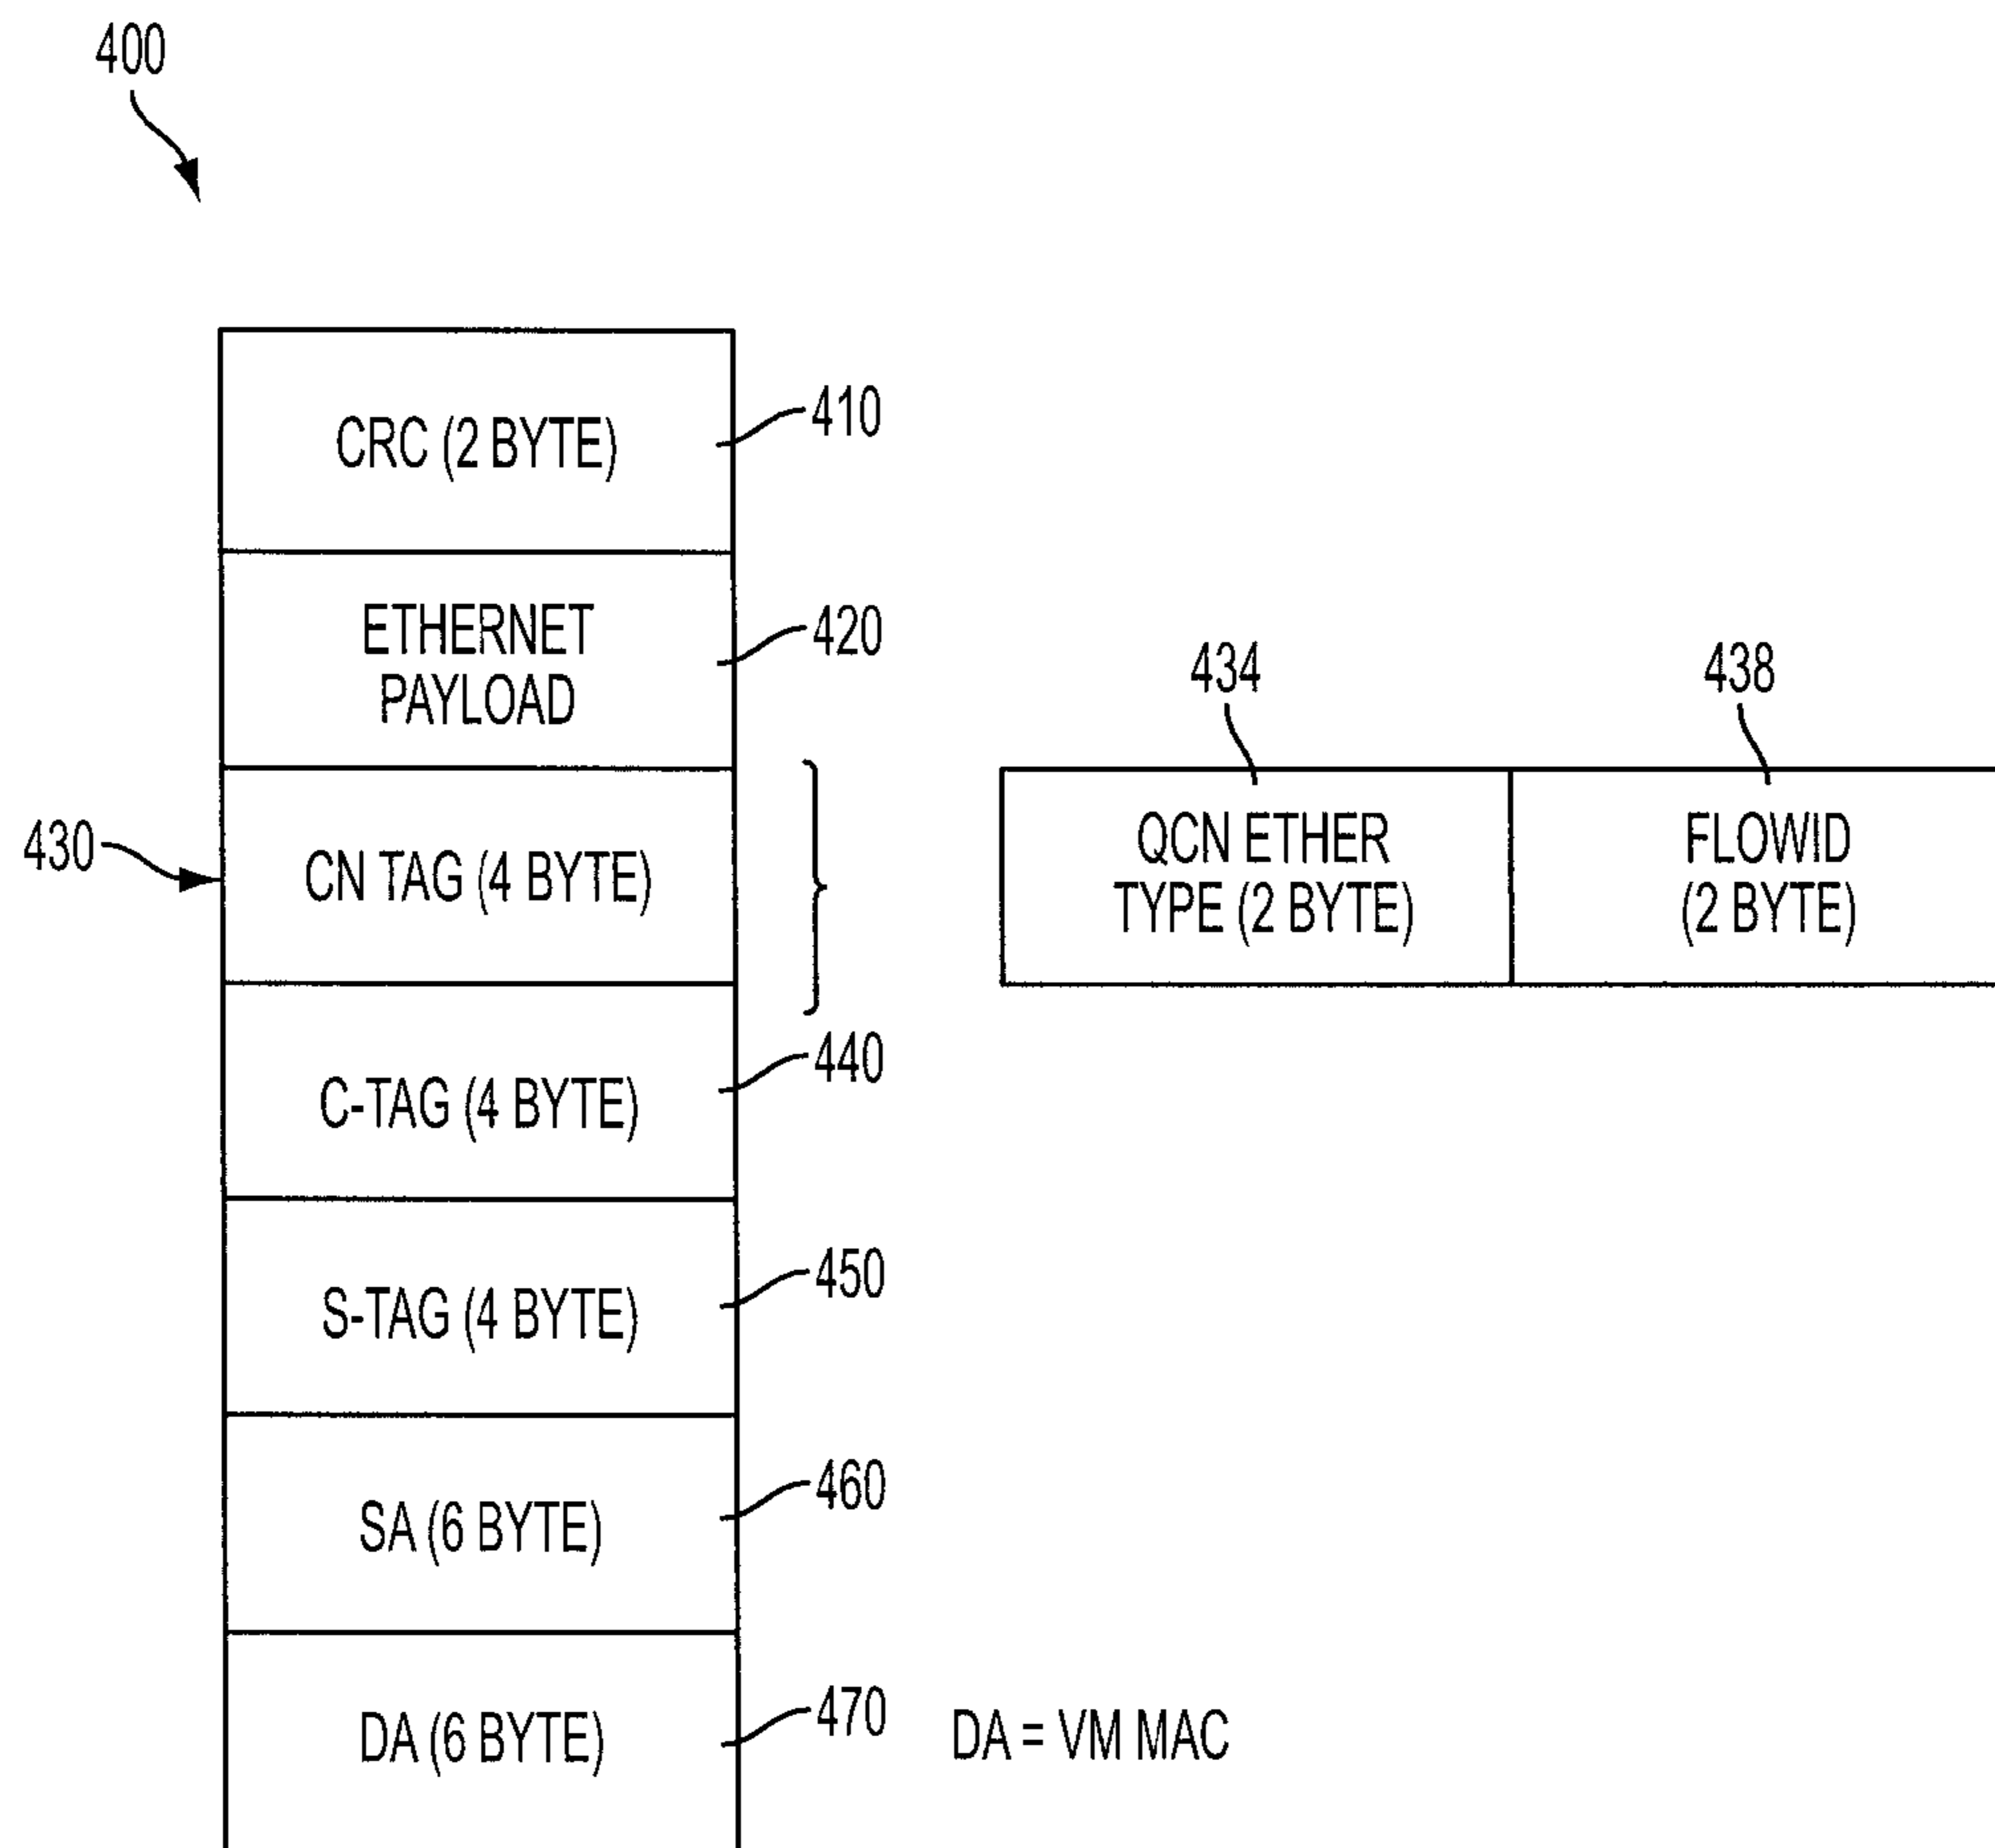 400
CRC (2 BYTE)
410
ETHERNET
PAYLOAD
420
434
438
430
CN TAG (4 BYTE)
QCN ETHER
TYPE (2 BYTE)
FLOWID
(2 BYTE)
C-TAG (4 BYTE)
440
S-TAG (4 BYTE)
450
SA (6 BYTE)
460
DA (6 BYTE)
470
DA = VM MAC